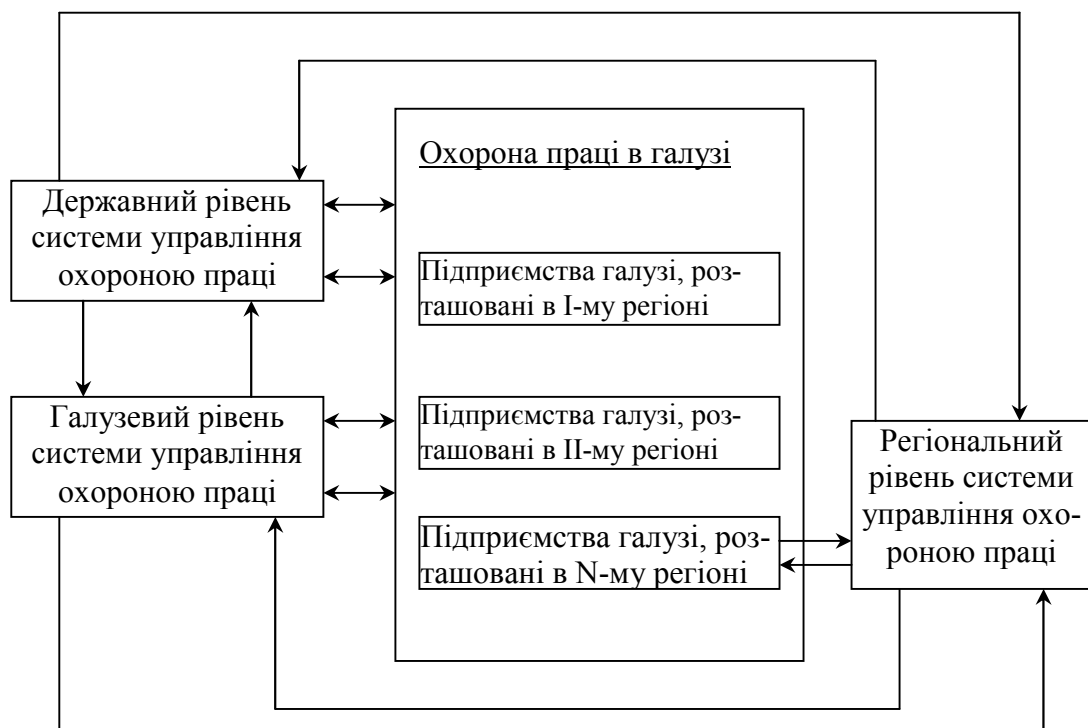 Охорона праці в галузі
Державний рівень
системи управління
охороною праці
Підприємства галузі, роз-
ташовані в І-му регіоні
Галузевий рівень
системи управління
охороною праці
Підприємства галузі, роз-
ташовані в ІІ-му регіоні
Підприємства галузі, роз-
ташовані в N-му регіоні
Регіональний
рівень системи
управління охо-
роною праці